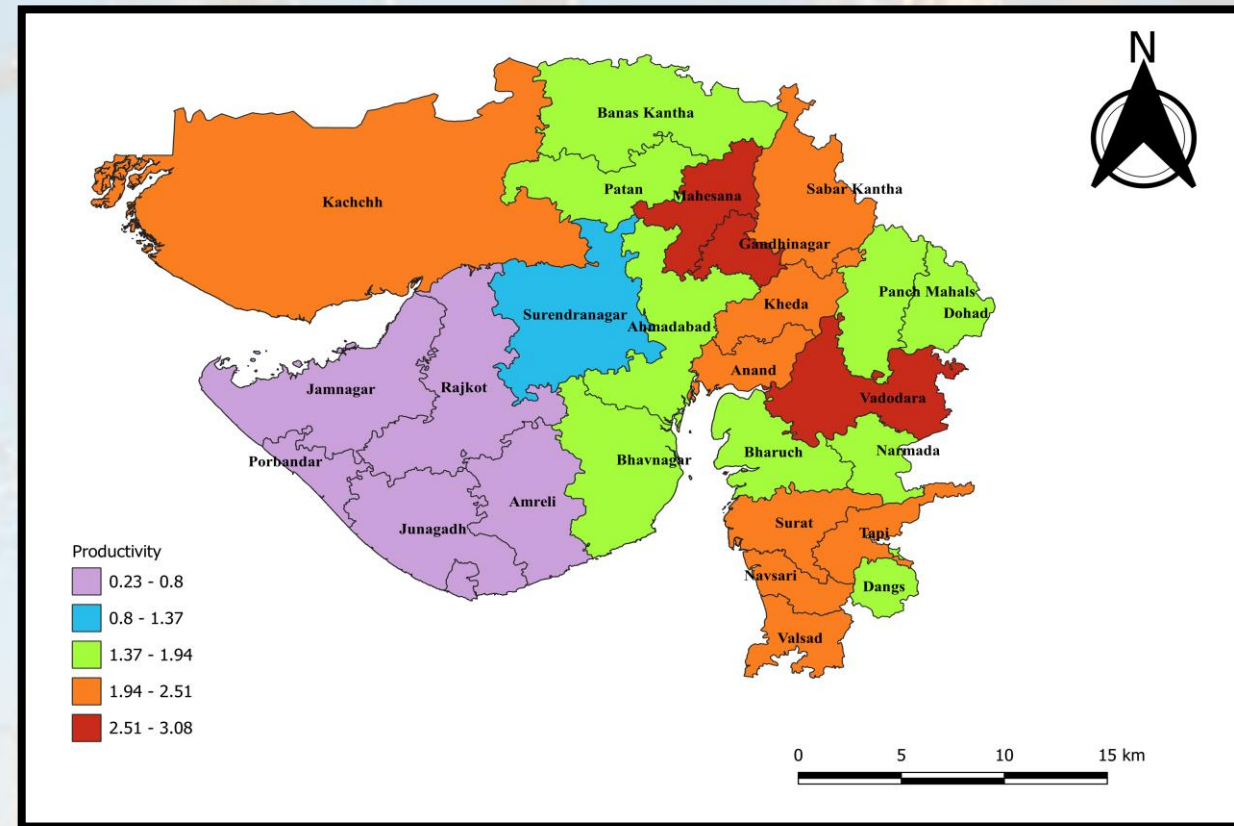 N
Banas Kantha
Patan
Mahesana
Sabar Kantha
Kachchh
Gandhinagar
Kheda
Panch Mahals
Dohad
Surendranagar
Ahmadabad
Anand
Jamnagar
Rajkot
Vadodara
Porbandar
Bhavnagar
Bharuch
Narmada
Amreli
Junagadh
Surat
Tapi
Navsari
Dangs
Valsad
Productivity
0.23 - 0.8
0.8 - 1.37
1.37 - 1.94
1.94 - 2.51
2.51 - 3.08
0 5 10 15 km